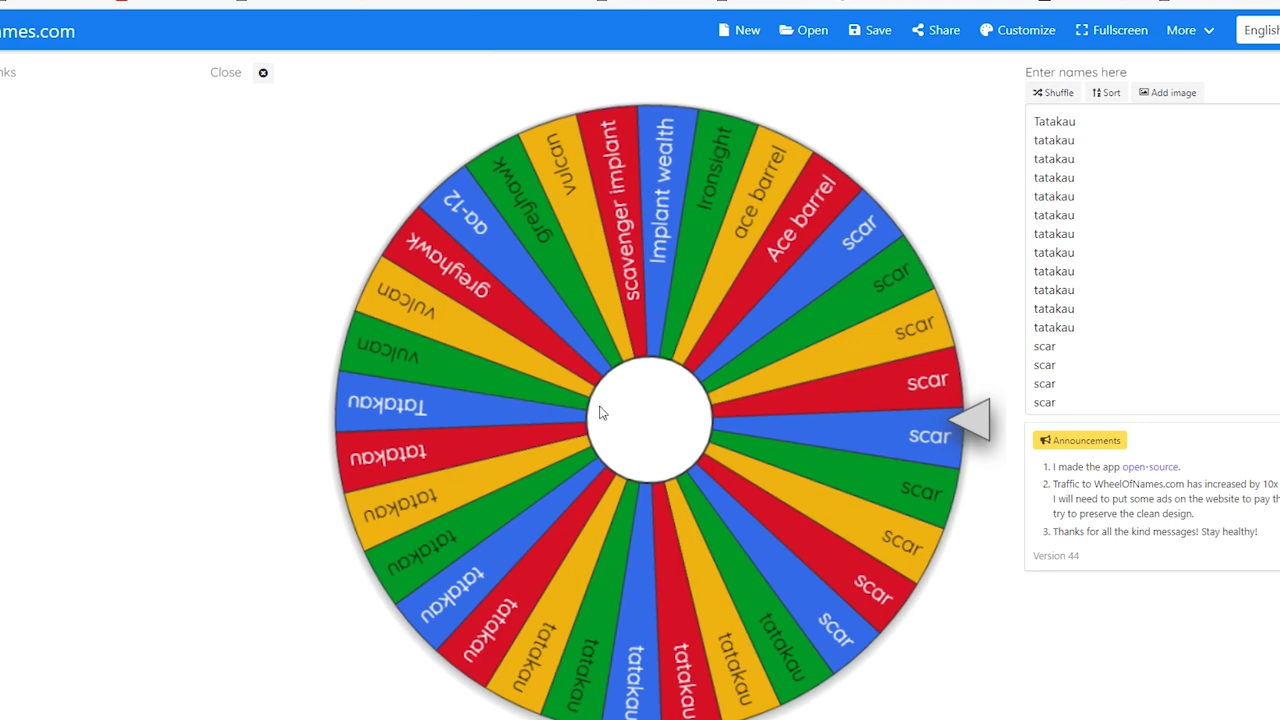 ames.com
New
Open
Save
Share
Customize
Fullscreen
More
English
nks
Close
Enter names here
Shuffle
Sort
Add image
Tatakau
tatakau
tatakau
tatakau
tatakau
tatakau
tatakau
tatakau
tatakau
tatakau
tatakau
tatakau
scar
scar
scar
scar
Announcements
1. I made the app open-source.
2. Traffic to WheelOfNames.com has increased by 10x
I will need to put some ads on the website to pay th
try to preserve the clean design.
3. Thanks for all the kind messages! Stay healthy!
Version 44
scavenger implant
Implant wealth
Ironsight
ace barrel
Ace barrel
scar
scar
scar
scar
scar
scar
scar
scar
scar
tatakau
tatakau
tatakau
tatakau
tatakau
tatakau
tatakau
tatakau
tatakau
tatakau
tatakau
Tatakau
vulcan
vulcan
greyhawk
aa-12
greyhawk
vulcan